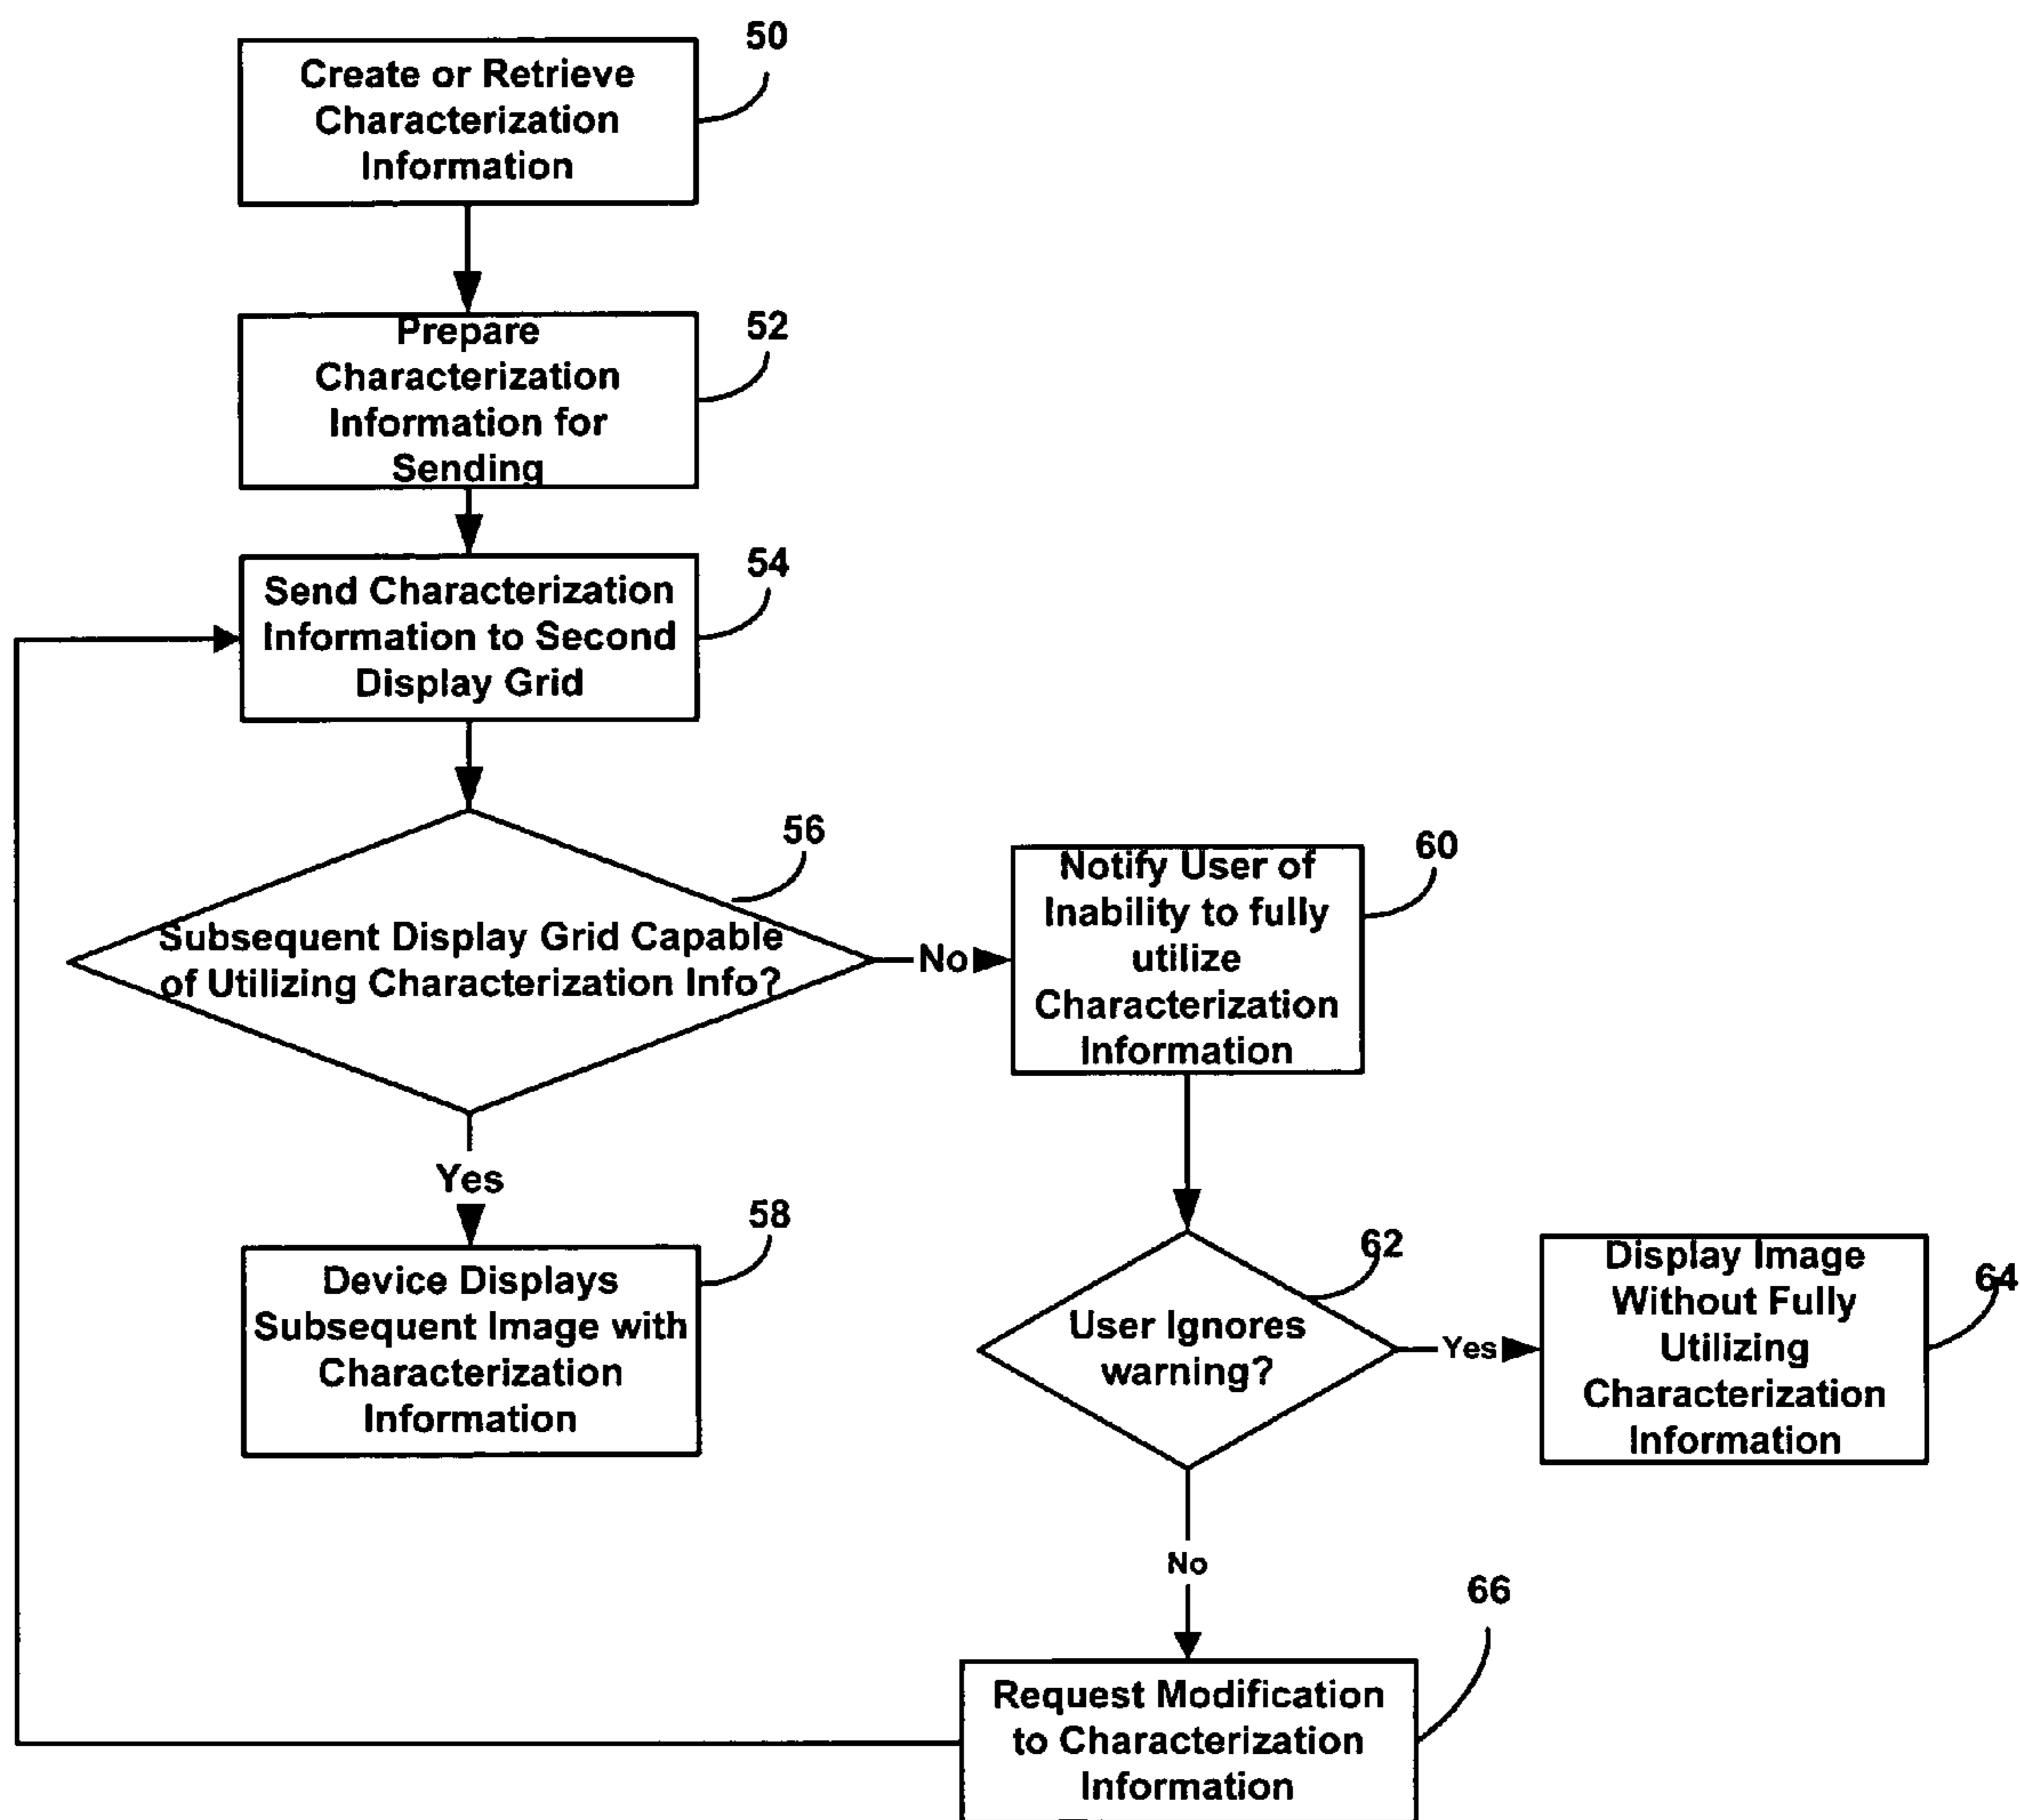 50
Create or Retrieve
Characterization
Information
52
Prepare
Characterization
Information for
Sending
54
Send Characterization
Information to Second
Display Grid
56
Subsequent Display Grid Capable
of Utilizing Characterization Info?
No
60
Notify User of
Inability to fully
utilize
Characterization
Information
Yes
58
Device Displays
Subsequent Image with
Characterization
Information
62
User Ignores
warning?
Yes
64
Display Image
Without Fully
Utilizing
Characterization
Information
No
66
Request Modification
to Characterization
Information